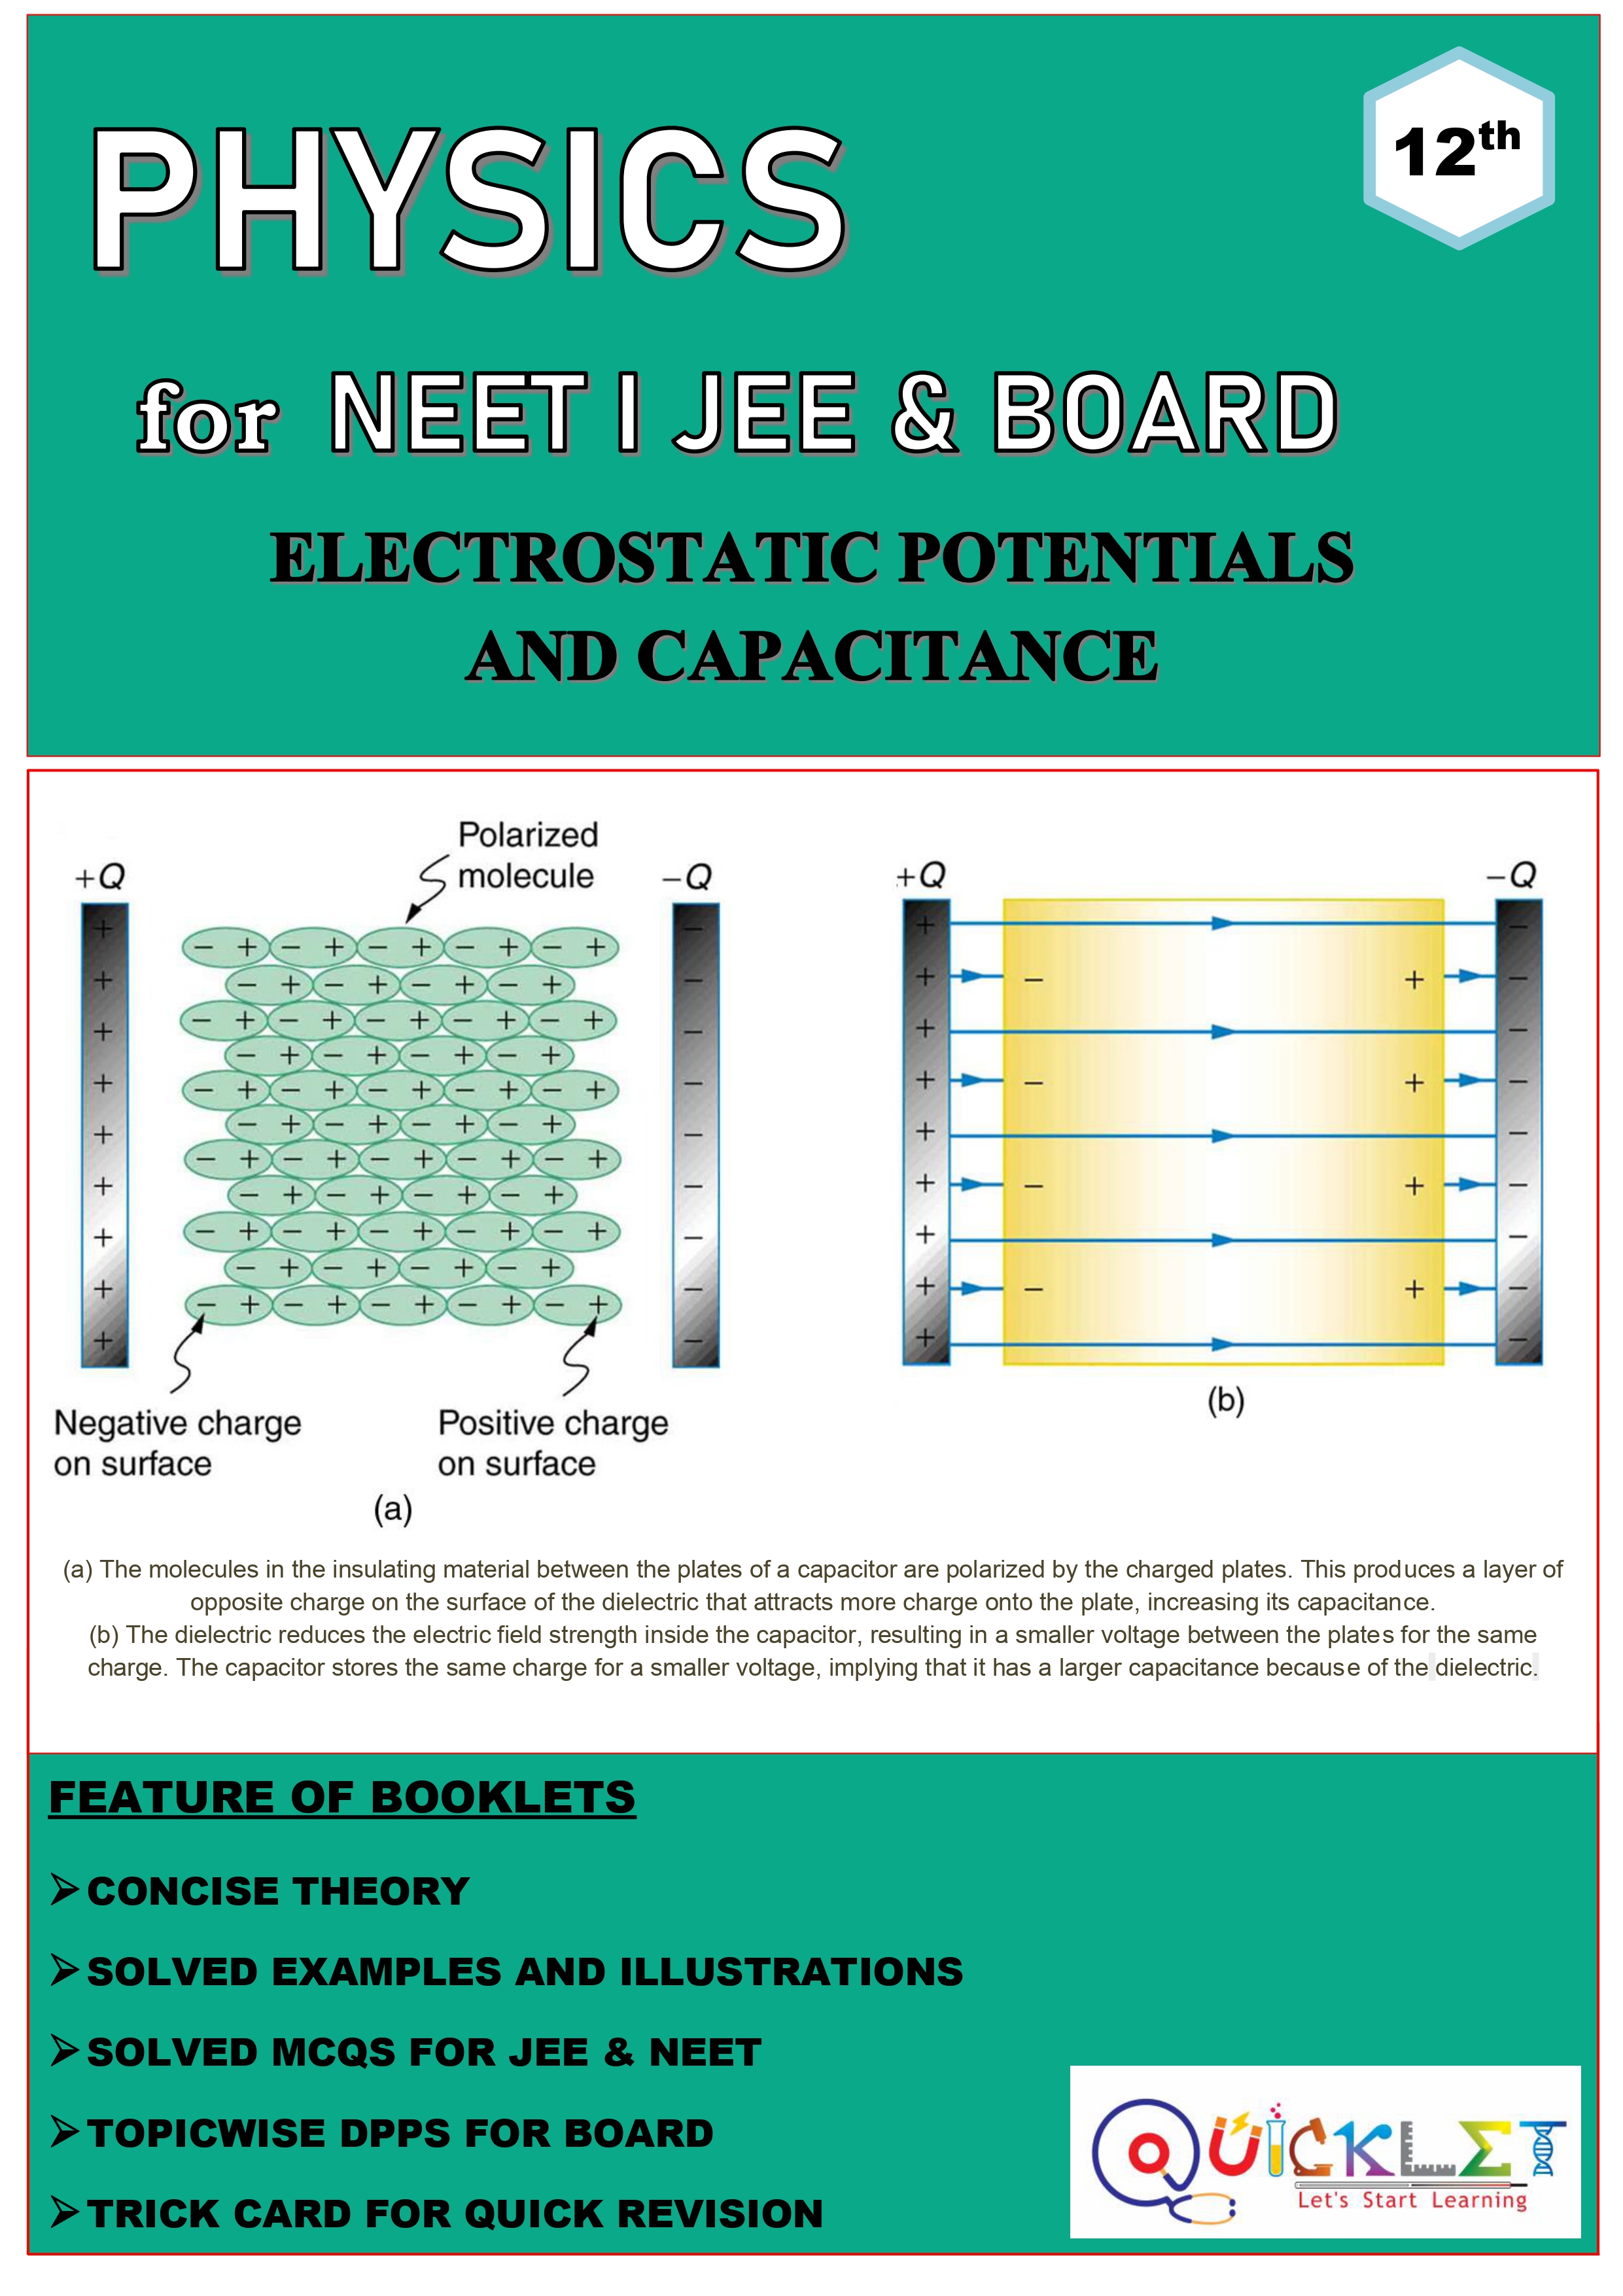 12th
PHYSICS
for NEET I JEE & BOARD
ELECTROSTATIC POTENTIALS
AND CAPACITANCE
Polarized
molecule
+Q
−Q
Negative charge
on surface
Positive charge
on surface
(a)
+Q
−Q
(b)
(a) The molecules in the insulating material between the plates of a capacitor are polarized by the charged plates. This produces a layer of
opposite charge on the surface of the dielectric that attracts more charge onto the plate, increasing its capacitance.
(b) The dielectric reduces the electric field strength inside the capacitor, resulting in a smaller voltage between the plates for the same
charge. The capacitor stores the same charge for a smaller voltage, implying that it has a larger capacitance because of the dielectric.
FEATURE OF BOOKLETS
➢ CONCISE THEORY
➢ SOLVED EXAMPLES AND ILLUSTRATIONS
➢ SOLVED MCQS FOR JEE & NEET
➢ TOPICWISE DPPS FOR BOARD
➢ TRICK CARD FOR QUICK REVISION
QUICKLET
Let's Start Learning